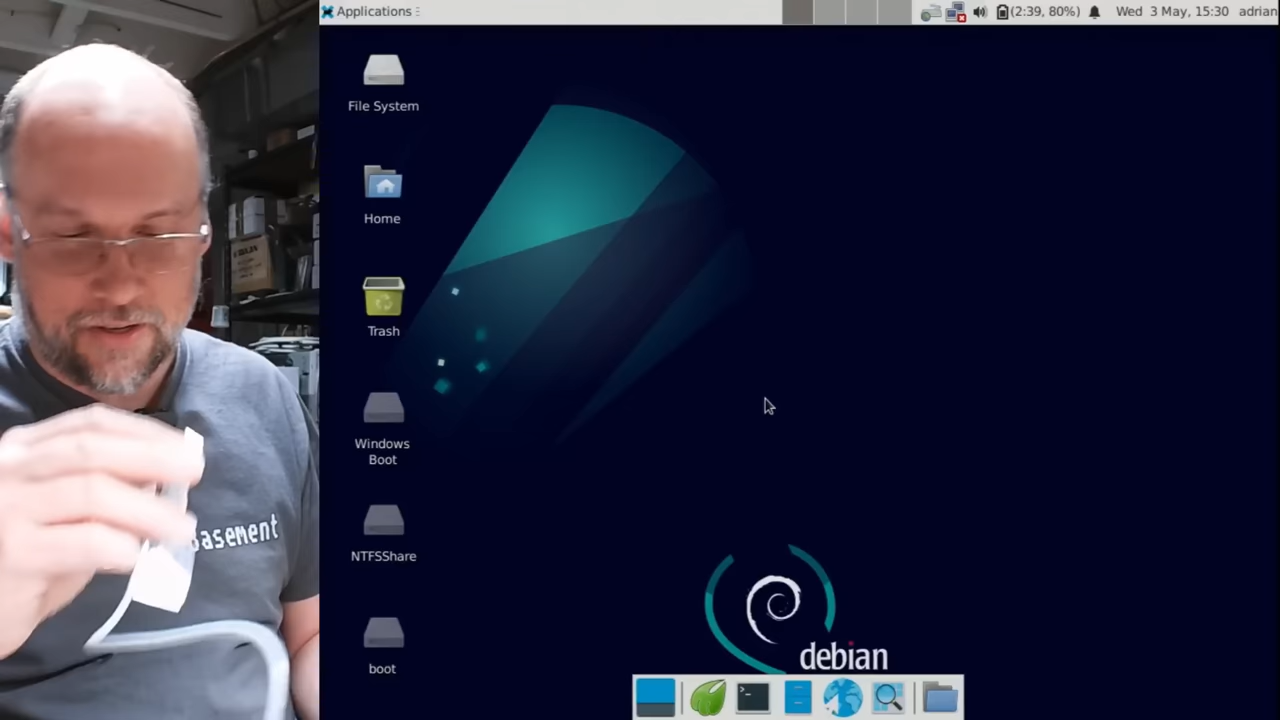 Applications
(2:39, 80%)
Wed 3 May, 15:30
adrian
File System
Home
Trash
Windows
Boot
NTFSShare
boot
Basement
debian